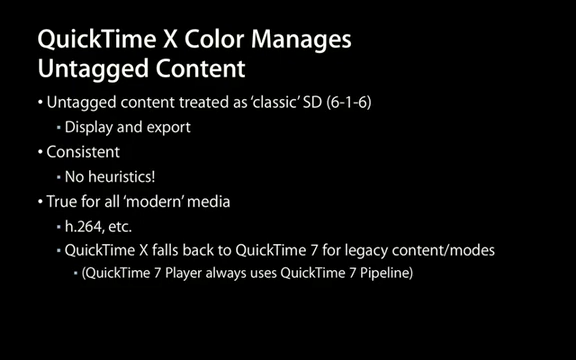 QuickTime X Color Manages
Untagged Content
• Untagged content treated as ‘classic’ SD (6-1-6)
▪ Display and export
• Consistent
▪ No heuristics!
• True for all ‘modern’ media
▪ h.264, etc.
▪ QuickTime X falls back to QuickTime 7 for legacy content/modes
▪ (QuickTime 7 Player always uses QuickTime 7 Pipeline)